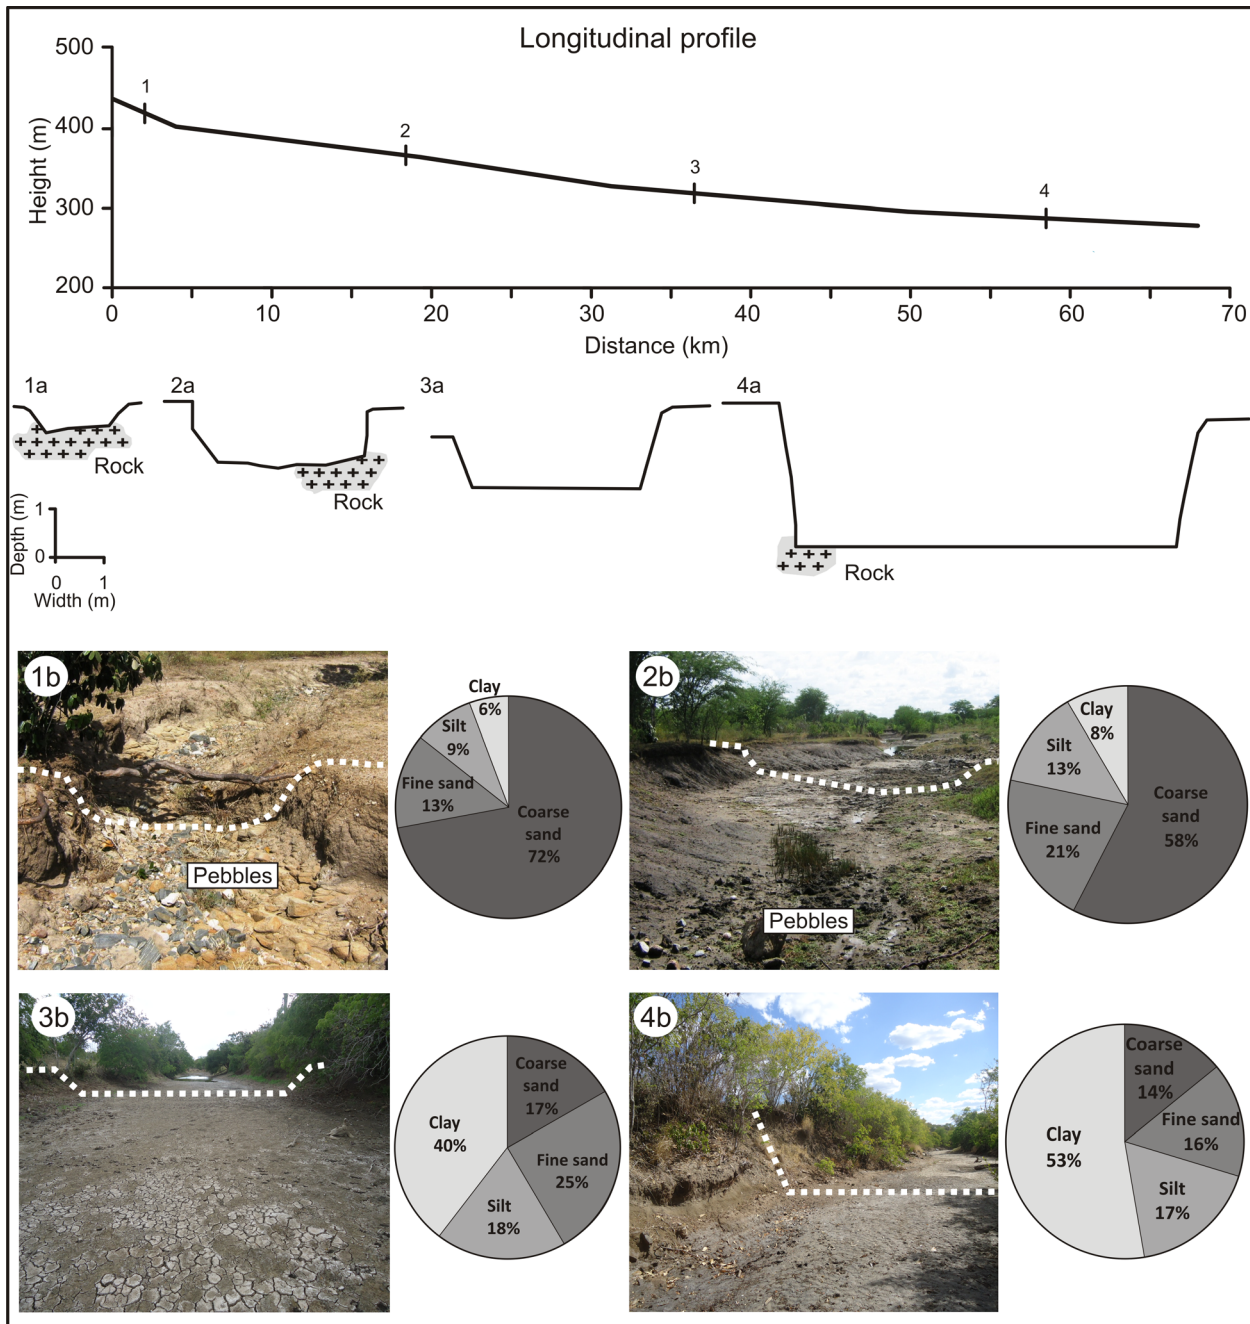 Longitudinal profile
500
400
300
200
Height (m)
1
2
3
4
0
10
20
30
40
50
60
70
Distance (km)
1a
2a
3a
4a
Rock
Rock
Rock
Depth (m)
1
0
0
1
Width (m)
1b
Pebbles
Clay
6%
Silt
9%
Fine sand
13%
Coarse
sand
72%
2b
Pebbles
Clay
8%
Silt
13%
Fine sand
21%
Coarse
sand
58%
3b
Clay
40%
Coarse
sand
17%
Fine sand
25%
Silt
18%
4b
Clay
53%
Coarse
sand
14%
Fine sand
16%
Silt
17%